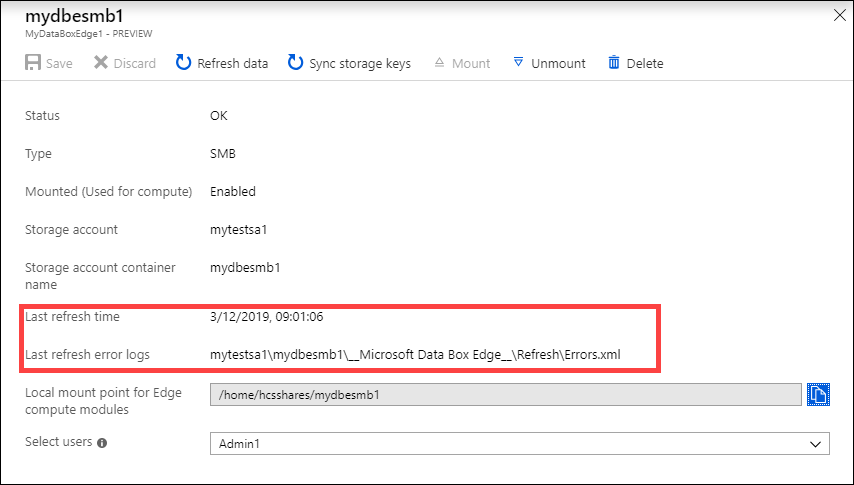 mydbesmb1
MyDataBoxEdge1 - PREVIEW
Save Discard Refresh data Sync storage keys Mount Unmount Delete
Status OK
Type SMB
Mounted (Used for compute) Enabled
Storage account mytestsa1
Storage account container name mydbesmb1
Last refresh time 3/12/2019, 09:01:06
Last refresh error logs mytestsa1\mydbesmb1\__Microsoft Data Box Edge__\Refresh\Errors.xml
Local mount point for Edge compute modules /home/hcsshares/mydbesmb1
Select users Admin1